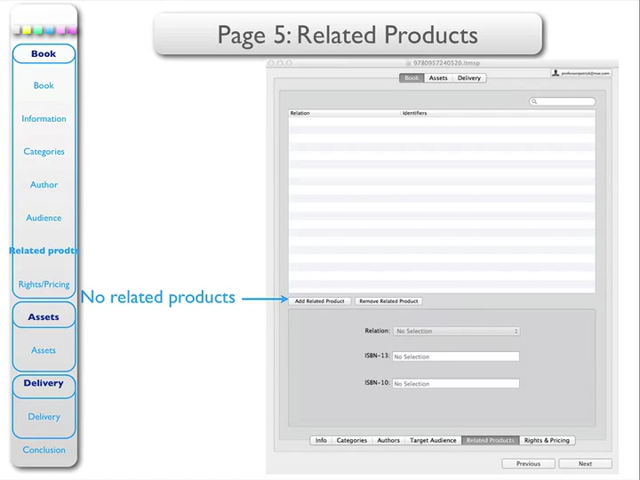 Page 5: Related Products
Book
Book
Information
Categories
Author
Audience
Related prodts
Rights/Pricing
Assets
Assets
Delivery
Delivery
Conclusion
No related products
9780957240520.itmsp
Book Assets Delivery
Relation Identifiers
Add Related Product Remove Related Product
Relation: No Selection
ISBN-13: No Selection
ISBN-10: No Selection
Info Categories Authors Target Audience Related Products Rights & Pricing
Previous Next